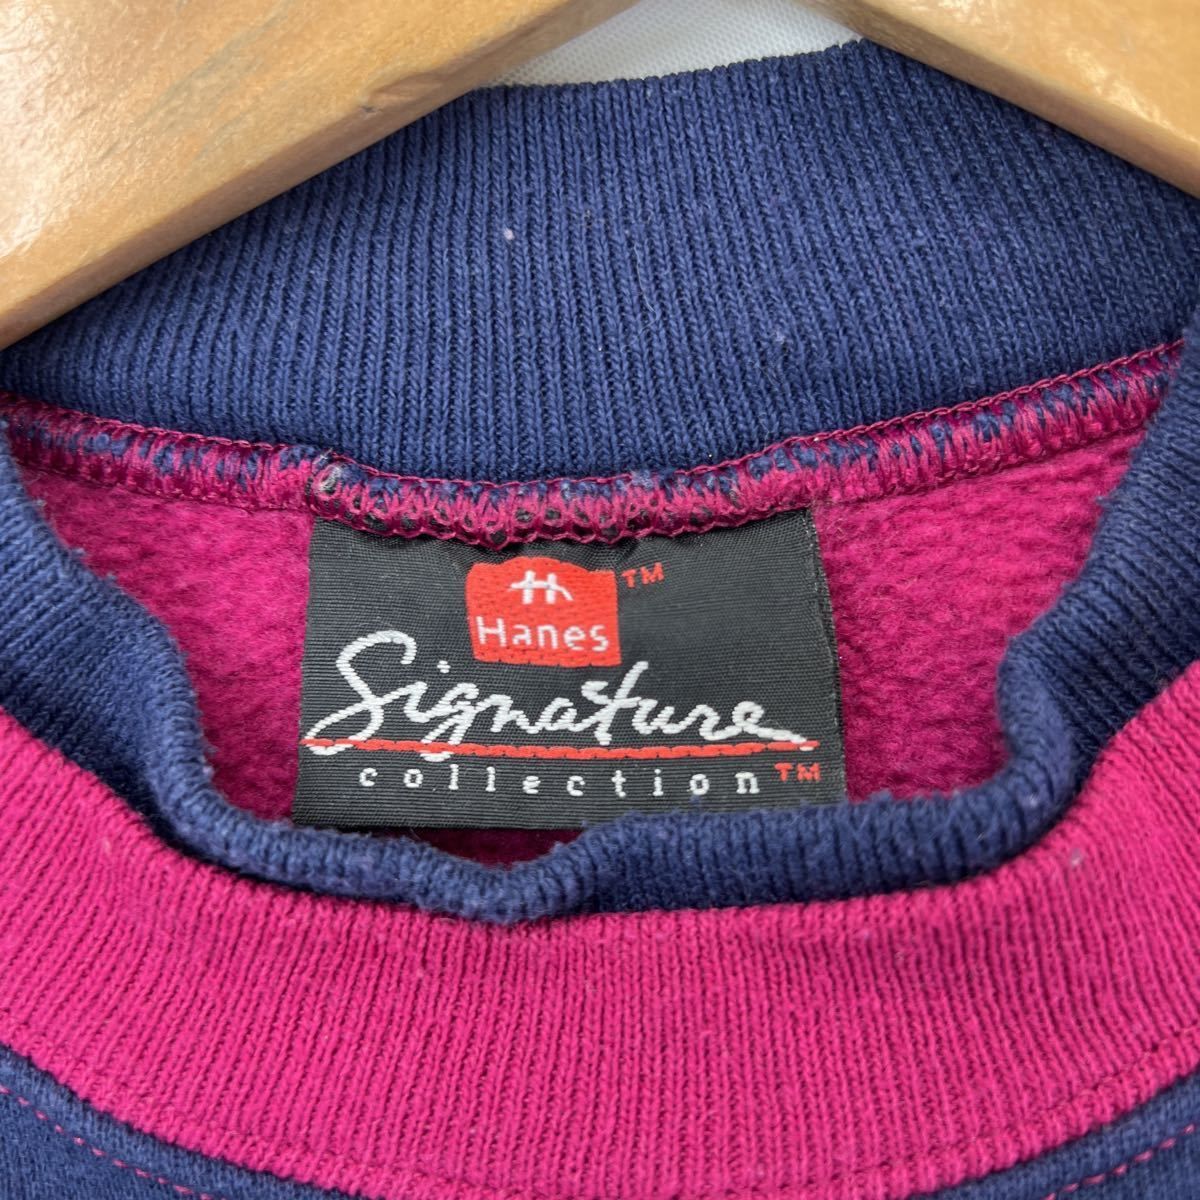 H TM
Hanes
Signature
collection TM